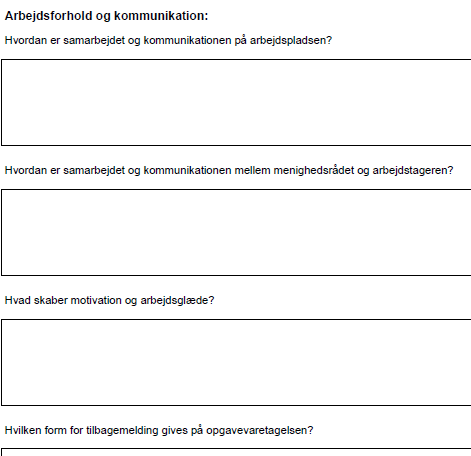 Arbejdsforhold og kommunikation:
Hvordan er samarbejdet og kommunikationen på arbejdspladsen?
Hvordan er samarbejdet og kommunikationen mellem menighedsrådet og arbejdstageren?
Hvad skaber motivation og arbejdsglæde?
Hvilken form for tilbagemelding gives på opgavevaretagelsen?